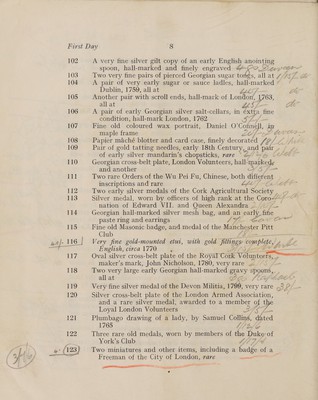 First Day 8
102 A very fine silver gilt copy of an early English anointing
spoon, hall-marked and finely engraved
103 Two very fine pairs of pierced Georgian sugar tongs, all at
104 A pair of very early sugar or sauce ladles, hall-marked
Dublin, 1789, all at
105 Another pair with scroll ends, hall-mark of London, 1763,
all at
106 A pair of very early Georgian silver salt-cellars, in extra fine
condition, hall-mark London, 1762
107 Fine old coloured wax portrait, Daniel O'Connell, in
maple frame
108 Papier mâché blotter and card case, finely decorated
109 Pair of gold tatting needles, early 18th Century, and pair
of early silver mandarin's chopsticks, rare
110 Georgian cross-belt plate, London Volunteers, hall-marked
and another
111 Two rare Orders of the Wu Pei Fu, Chinese, both different
inscriptions and rare
112 Two early silver medals of the Cork Agricultural Society
113 Silver medal, worn by officers of high rank at the Coro-
nation of Edward VII. and Queen Alexandra
114 Georgian hall-marked silver mesh bag, and an early fine
paste ring and earrings
115 Fine old Masonic badge, and medal of the Manchester Pitt
Club
116 Very fine gold-mounted etui, with gold fittings complete,
English, circa 1770
117 Oval silver cross-belt plate of the Royal Cork Volunteers,
maker's mark, John Nicholson, 1789, very rare
118 Two very large early Georgian hall-marked gravy spoons,
all at
119 Very fine silver medal of the Devon Militia, 1799, very rare
120 Silver cross-belt plate of the London Armed Association,
and a rare silver medal, awarded to a member of the
Royal London Volunteers
121 Plumbago drawing of a lady, by Samuel Collins, dated
1765
122 Three rare old medals, worn by members of the Duke of
York's Club
123 Two miniatures and other items, including a badge of a
Freeman of the City of London, rare